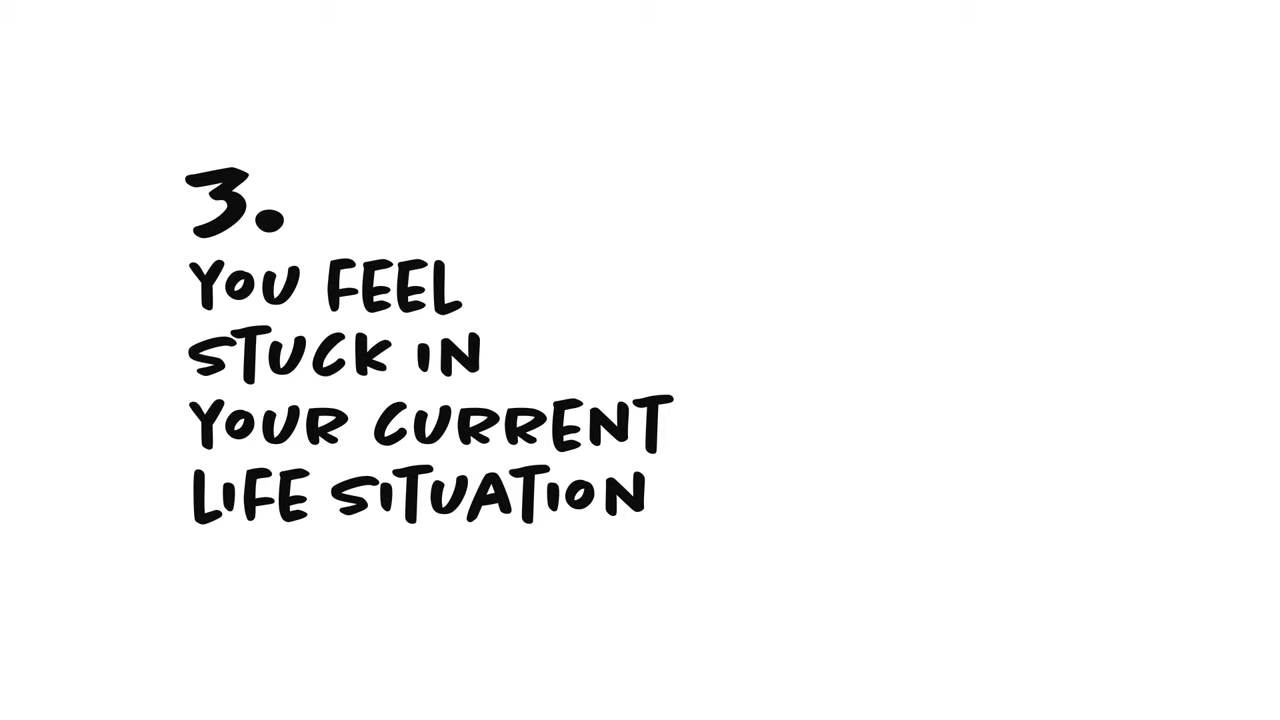 3.
YOU FEEL
STUCK IN
YOUR CURRENT
LIFE SITUATION